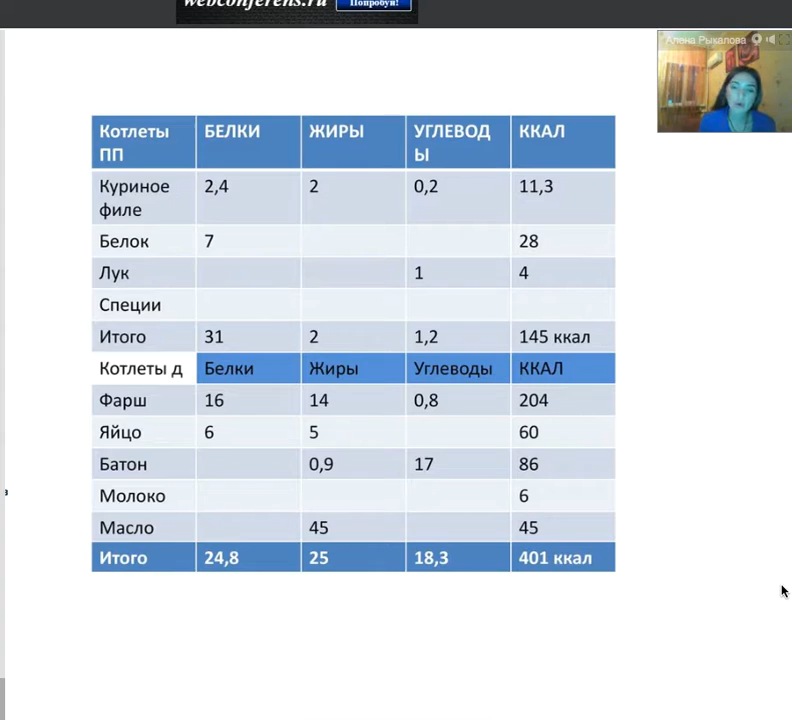 webconferens.ru Попробуй!
Алена Рыкалова
Котлеты ПП БЕЛКИ ЖИРЫ УГЛЕВОДЫ ККАЛ
Куриное филе 2,4 2 0,2 11,3
Белок 7 28
Лук 1 4
Специи
Итого 31 2 1,2 145 ккал
Котлеты д Белки Жиры Углеводы ККАЛ
Фарш 16 14 0,8 204
Яйцо 6 5 60
Батон 0,9 17 86
Молоко 6
Масло 45 45
Итого 24,8 25 18,3 401 ккал